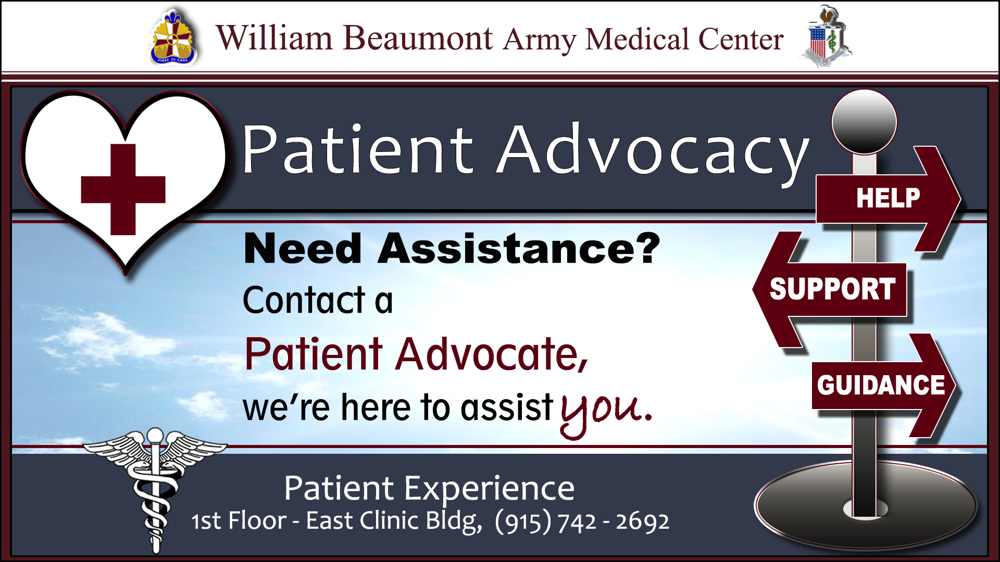 William Beaumont Army Medical Center
FIRST TO CARE
Patient Advocacy
HELP
Need Assistance?
Contact a
SUPPORT
Patient Advocate,
GUIDANCE
we're here to assist you.
Patient Experience
1st Floor - East Clinic Bldg, (915) 742 - 2692